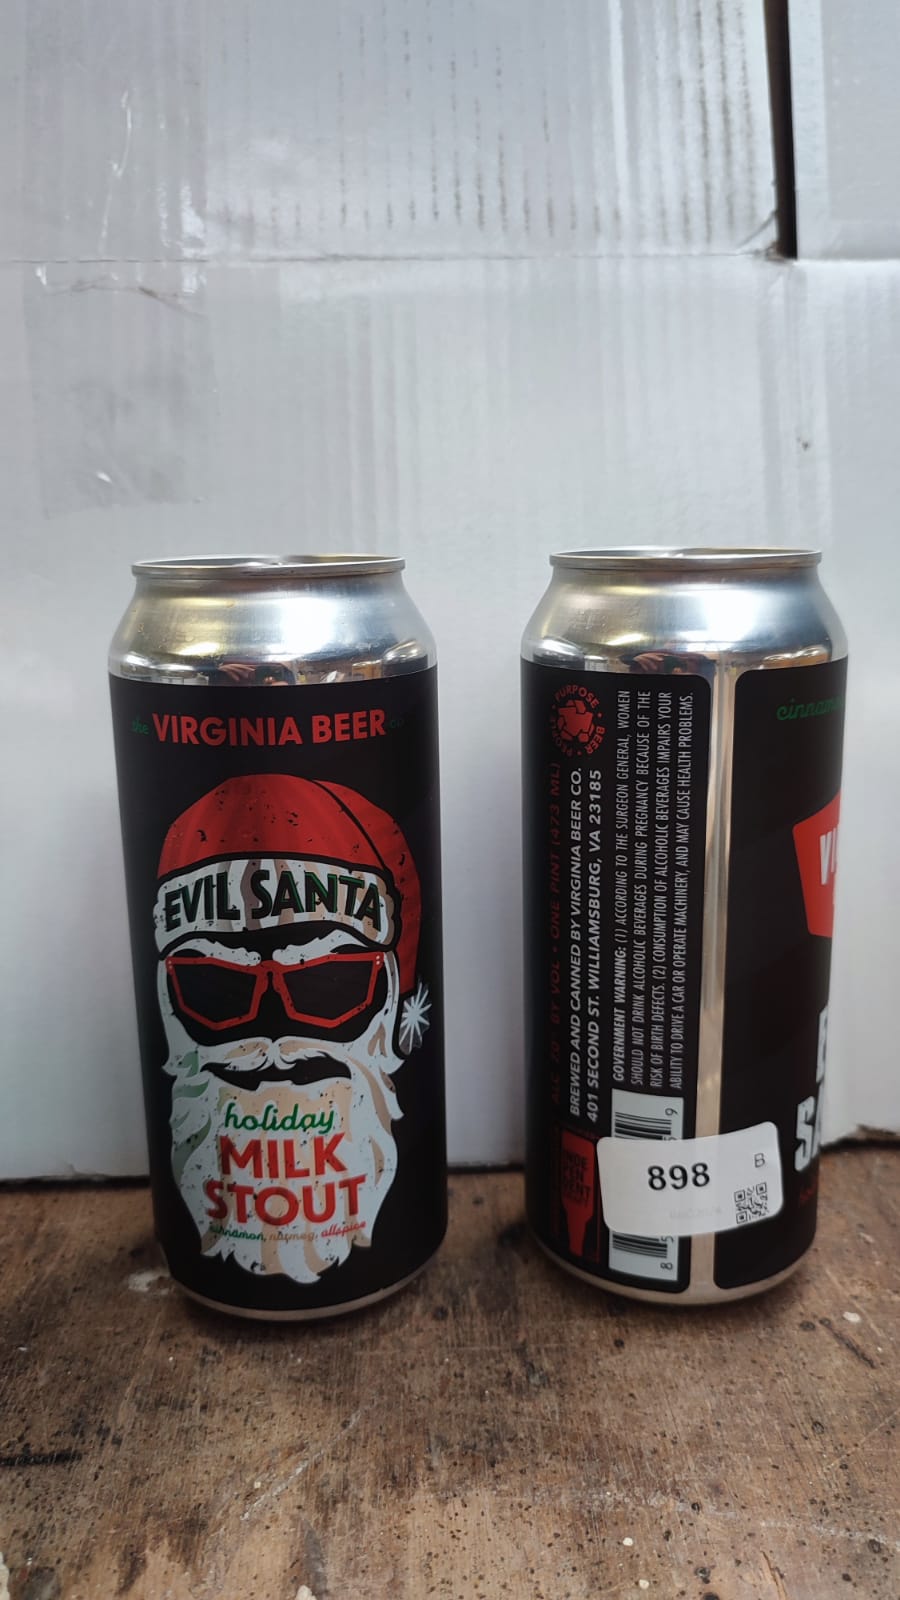 the VIRGINIA BEER co
EVIL SANTA
holiday
MILK
STOUT
cinnamon, nutmeg, allspice
PEOPLE • PURPOSE • BEER
ALC 7.0% BY VOL • ONE PINT (473 ML)
BREWED AND CANNED BY VIRGINIA BEER CO.
401 SECOND ST. WILLIAMSBURG, VA 23185
GOVERNMENT WARNING: (1) ACCORDING TO THE SURGEON GENERAL, WOMEN
SHOULD NOT DRINK ALCOHOLIC BEVERAGES DURING PREGNANCY BECAUSE OF THE
RISK OF BIRTH DEFECTS. (2) CONSUMPTION OF ALCOHOLIC BEVERAGES IMPAIRS YOUR
ABILITY TO DRIVE A CAR OR OPERATE MACHINERY, AND MAY CAUSE HEALTH PROBLEMS.
898
B